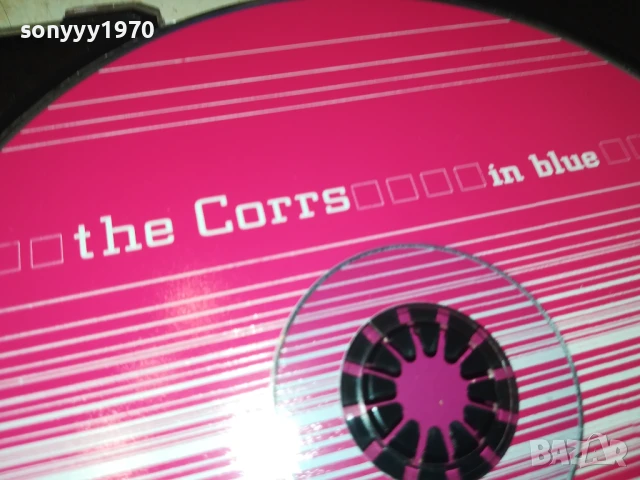 sonyyy1970
the Corrs in blue
BAZAR